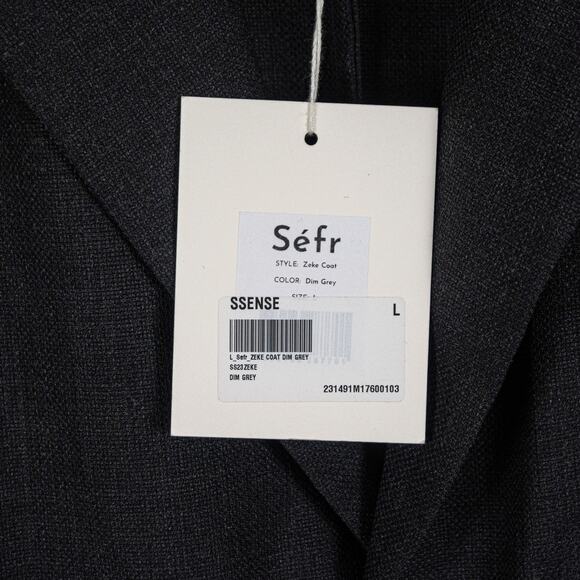 Séfr
STYLE: Zeke Coat
COLOR: Dim Grey
SSENSE
L
L_Sefr_ZEKE COAT DIM GREY
SS23ZEKE
DIM GREY
231491M17600103